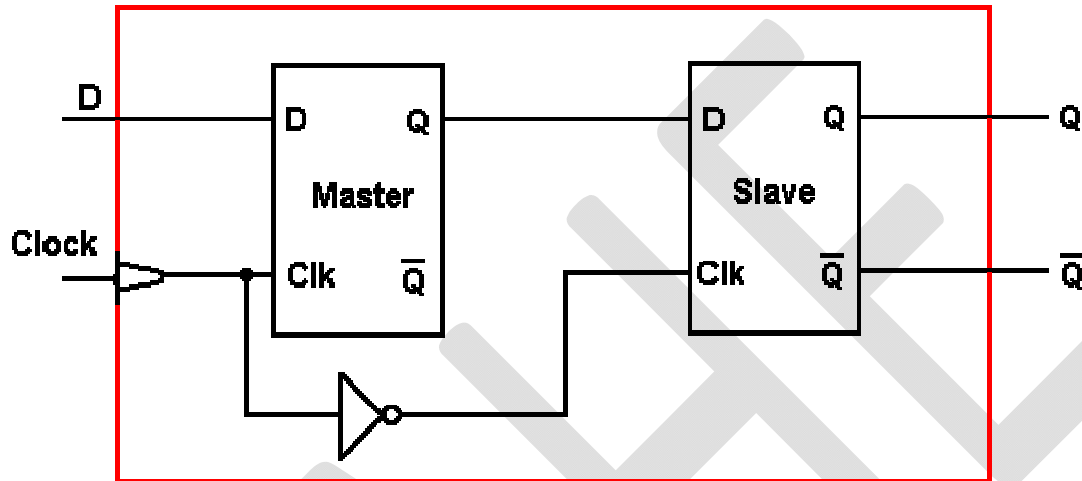 D
D Q
D Q
Q
Master
Slave
Clock
Clk Q̅
Clk Q̅
Q̅